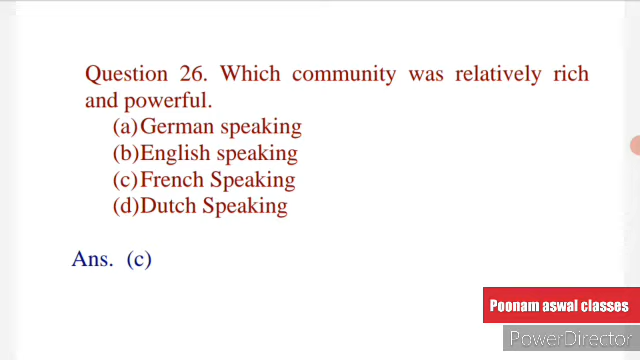 Question 26. Which community was relatively rich
and powerful.
(a)German speaking
(b)English speaking
(c)French Speaking
(d)Dutch Speaking
Ans. (c)
Poonam aswal classes
PowerDirector